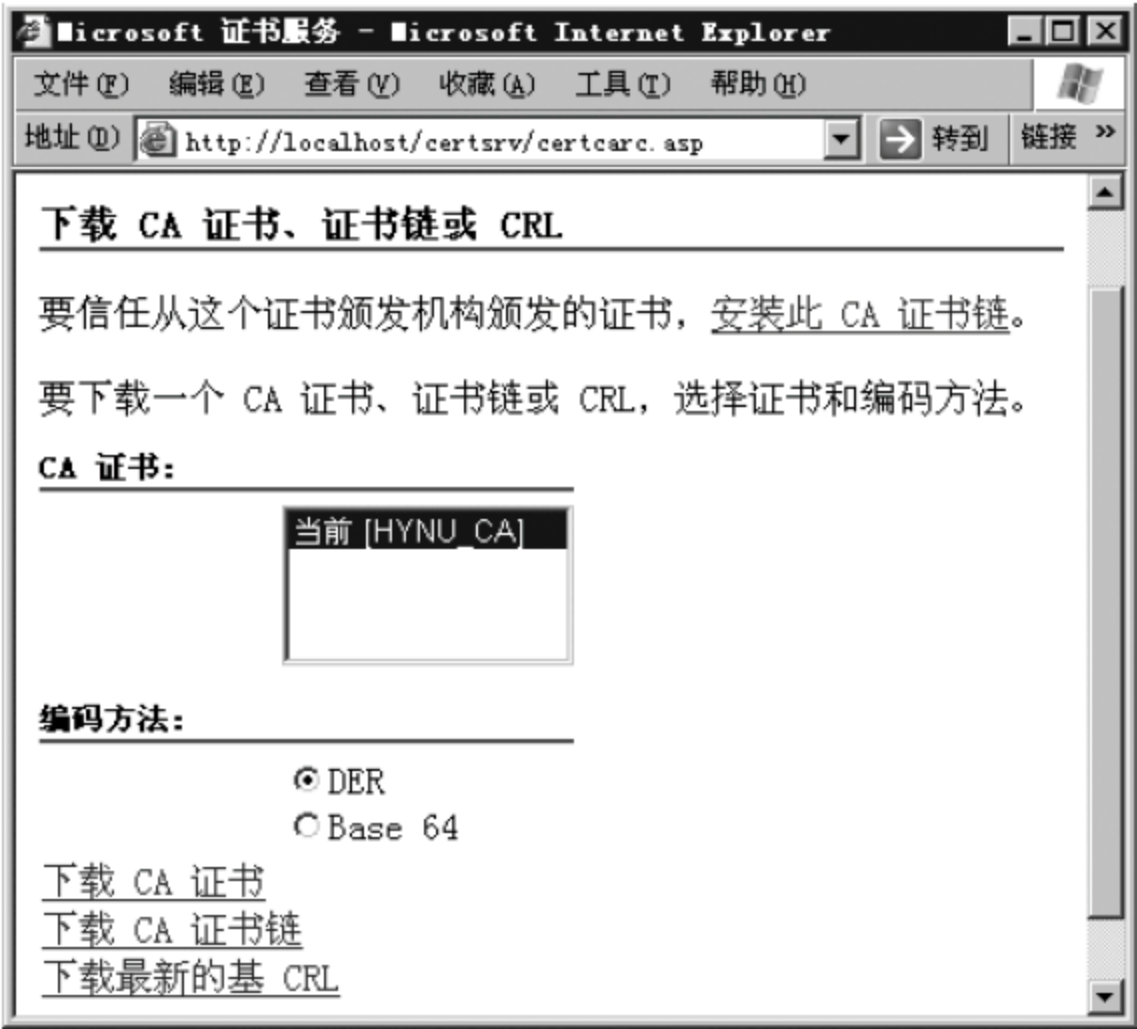 Microsoft 证书服务 - Microsoft Internet Explorer
文件(F) 编辑(E) 查看(V) 收藏(A) 工具(T) 帮助(H)
地址(D) http://localhost/certsrv/certcarc.asp 转到 链接 »
下载 CA 证书、证书链或 CRL
要信任从这个证书颁发机构颁发的证书，安装此 CA 证书链。
要下载一个 CA 证书、证书链或 CRL，选择证书和编码方法。
CA 证书：
当前 [HYNU_CA]
编码方法：
DER
Base 64
下载 CA 证书
下载 CA 证书链
下载最新的基 CRL